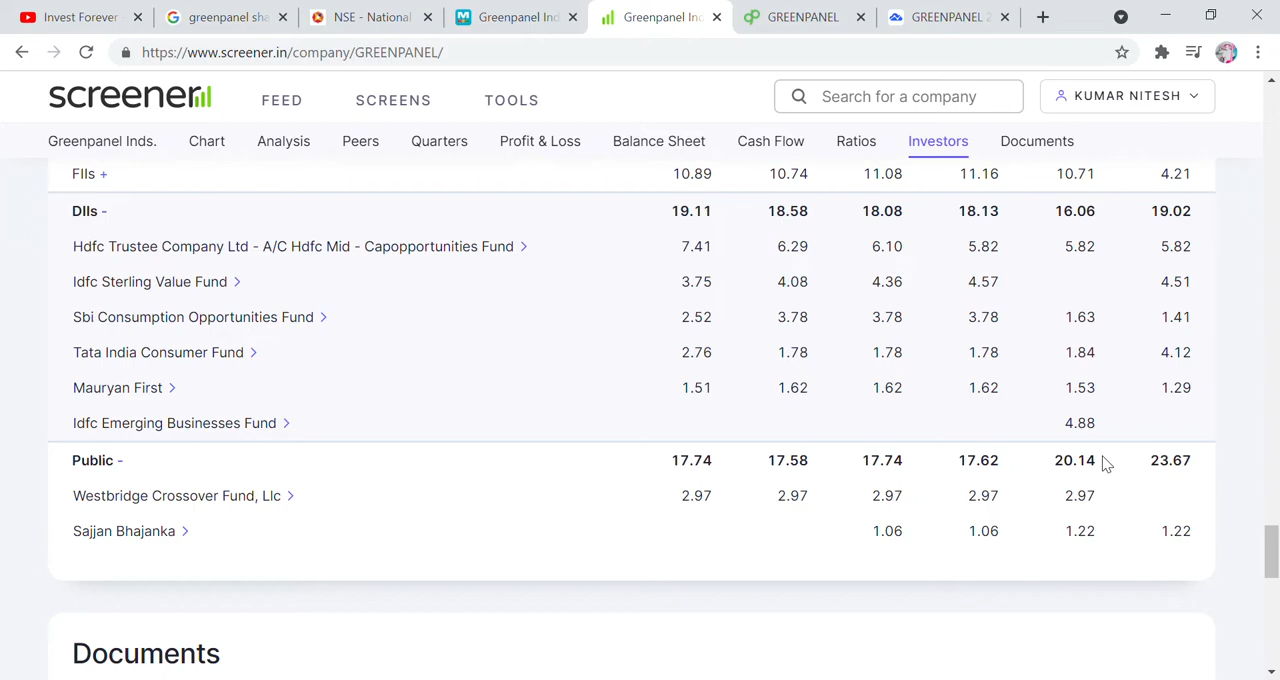 Invest Forever greenpanel sha NSE - National Greenpanel Ind Greenpanel Inc GREENPANEL GREENPANEL 2
https://www.screener.in/company/GREENPANEL/
screener FEED SCREENS TOOLS Search for a company KUMAR NITESH
Greenpanel Inds. Chart Analysis Peers Quarters Profit & Loss Balance Sheet Cash Flow Ratios Investors Documents
FIIs + 10.89 10.74 11.08 11.16 10.71 4.21
DIIs - 19.11 18.58 18.08 18.13 16.06 19.02
Hdfc Trustee Company Ltd - A/C Hdfc Mid - Capopportunities Fund > 7.41 6.29 6.10 5.82 5.82 5.82
Idfc Sterling Value Fund > 3.75 4.08 4.36 4.57 4.51
Sbi Consumption Opportunities Fund > 2.52 3.78 3.78 3.78 1.63 1.41
Tata India Consumer Fund > 2.76 1.78 1.78 1.78 1.84 4.12
Mauryan First > 1.51 1.62 1.62 1.62 1.53 1.29
Idfc Emerging Businesses Fund > 4.88
Public - 17.74 17.58 17.74 17.62 20.14 23.67
Westbridge Crossover Fund, Llc > 2.97 2.97 2.97 2.97 2.97
Sajjan Bhajanka > 1.06 1.06 1.22 1.22
Documents